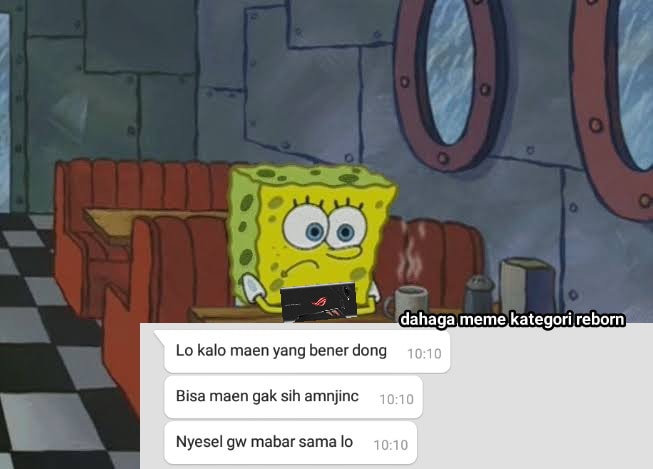 dahaga meme kategori reborn
Lo kalo maen yang bener dong 10:10
Bisa maen gak sih amnjinc 10:10
Nyesel gw mabar sama lo 10:10